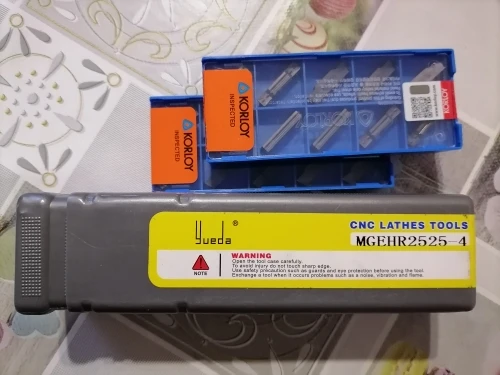 KORLOY
INSPECTED
KORLOY
KORLOY
INSPECTED
yueda ®
CNC LATHES TOOLS
MGEHR2525-4
WARNING
Open the tool case carefully.
To avoid injury do not touch sharp edge.
Use safety precaution such as guards and eye protection before using the tool.
Exchange a tool when it occurs problems such as a noise, vibration and flame.
NOTE